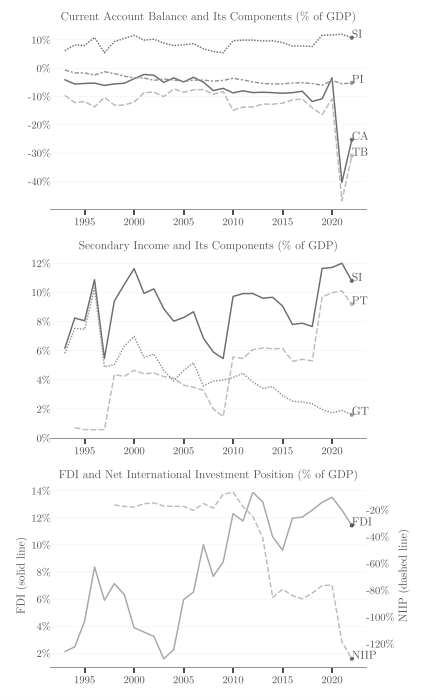 Current Account Balance and Its Components (% of GDP)
10%
0%
-10%
-20%
-30%
-40%
SI
PI
CA
TB
1995 2000 2005 2010 2015 2020
Secondary Income and Its Components (% of GDP)
12%
10%
8%
6%
4%
2%
0%
SI
PT
GT
1995 2000 2005 2010 2015 2020
FDI and Net International Investment Position (% of GDP)
FDI (solid line)
14%
12%
10%
8%
6%
4%
2%
FDI
NIIP
-20%
-40%
-60%
-80%
-100%
-120%
NIIP (dashed line)
1995 2000 2005 2010 2015 2020